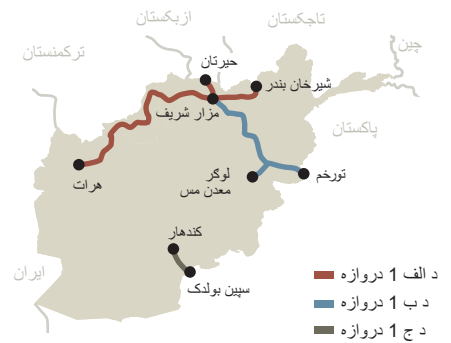 ازبکستان
تاجکستان
ترکمنستان
چین
حیرتان
شیرخان بندر
مزار شریف
پاکستان
هرات
لوګر
معدن مس
تورخم
کندهار
ایران
سپین بولدک
د الف 1 دروازه
د ب 1 دروازه
د ج 1 دروازه